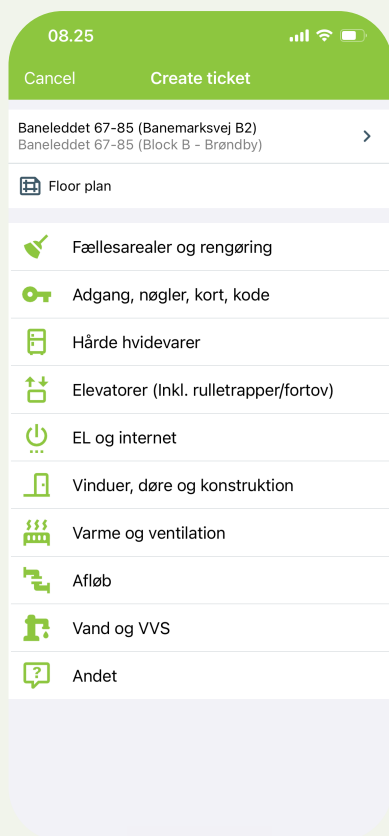 08.25
Cancel
Create ticket
Baneleddet 67-85 (Banemarksvej B2)
Baneleddet 67-85 (Block B - Brøndby)
Floor plan
Fællesarealer og rengøring
Adgang, nøgler, kort, kode
Hårde hvidevarer
Elevatorer (Inkl. rulletrapper/fortov)
EL og internet
Vinduer, døre og konstruktion
Varme og ventilation
Afløb
Vand og VVS
Andet